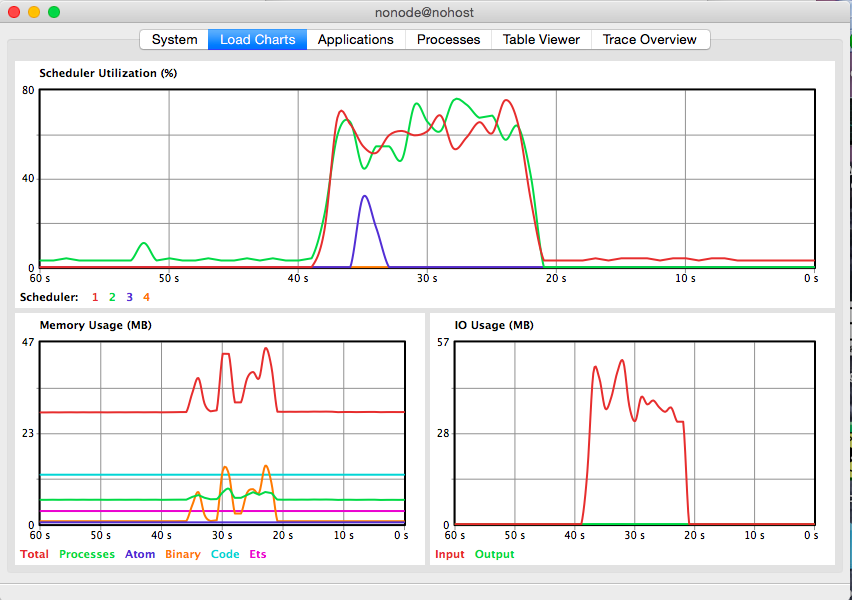 nonode@nohost
System Load Charts Applications Processes Table Viewer Trace Overview
Scheduler Utilization (%)
80
40
0
60 s 50 s 40 s 30 s 20 s 10 s 0 s
Scheduler: 1 2 3 4
Memory Usage (MB)
47
23
0
60 s 50 s 40 s 30 s 20 s 10 s 0 s
Total Processes Atom Binary Code Ets
IO Usage (MB)
57
28
0
60 s 50 s 40 s 30 s 20 s 10 s 0 s
Input Output